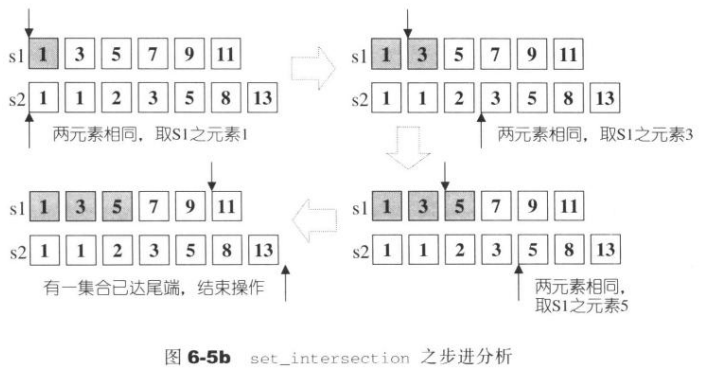 s1 1 3 5 7 9 11
s2 1 1 2 3 5 8 13
两元素相同，取S1之元素1
s1 1 3 5 7 9 11
s2 1 1 2 3 5 8 13
两元素相同，取S1之元素3
s1 1 3 5 7 9 11
s2 1 1 2 3 5 8 13
两元素相同，
取S1之元素5
s1 1 3 5 7 9 11
s2 1 1 2 3 5 8 13
有一集合已达尾端，结束操作
图 6-5b set_intersection 之步进分析